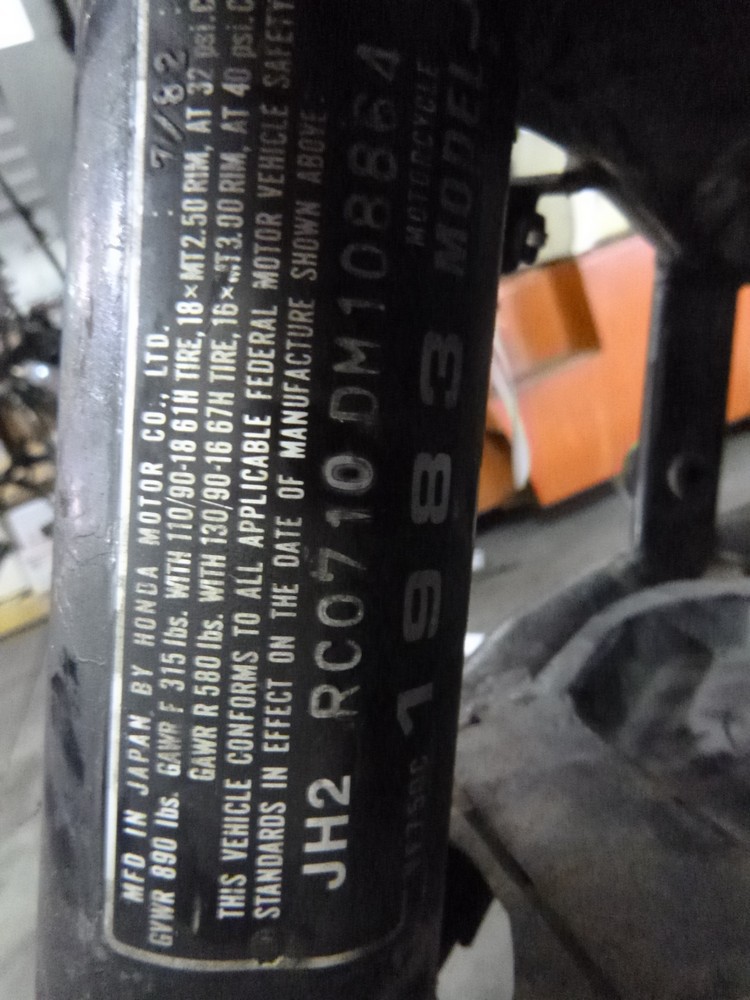 MFD IN JAPAN BY HONDA MOTOR CO., LTD. 7/82
GVWR 890 lbs. GAWR F 315 lbs. WITH 110/90-18 61H TIRE, 18×MT2.50 RIM, AT 32 psi.C
GAWR R 580 lbs. WITH 130/90-16 67H TIRE, 16×MT3.00 RIM, AT 40 psi.C
THIS VEHICLE CONFORMS TO ALL APPLICABLE FEDERAL MOTOR VEHICLE SAFETY
STANDARDS IN EFFECT ON THE DATE OF MANUFACTURE SHOWN ABOVE.
JH2 RC0710DM108864
MOTORCYCLE
1983 MODEL